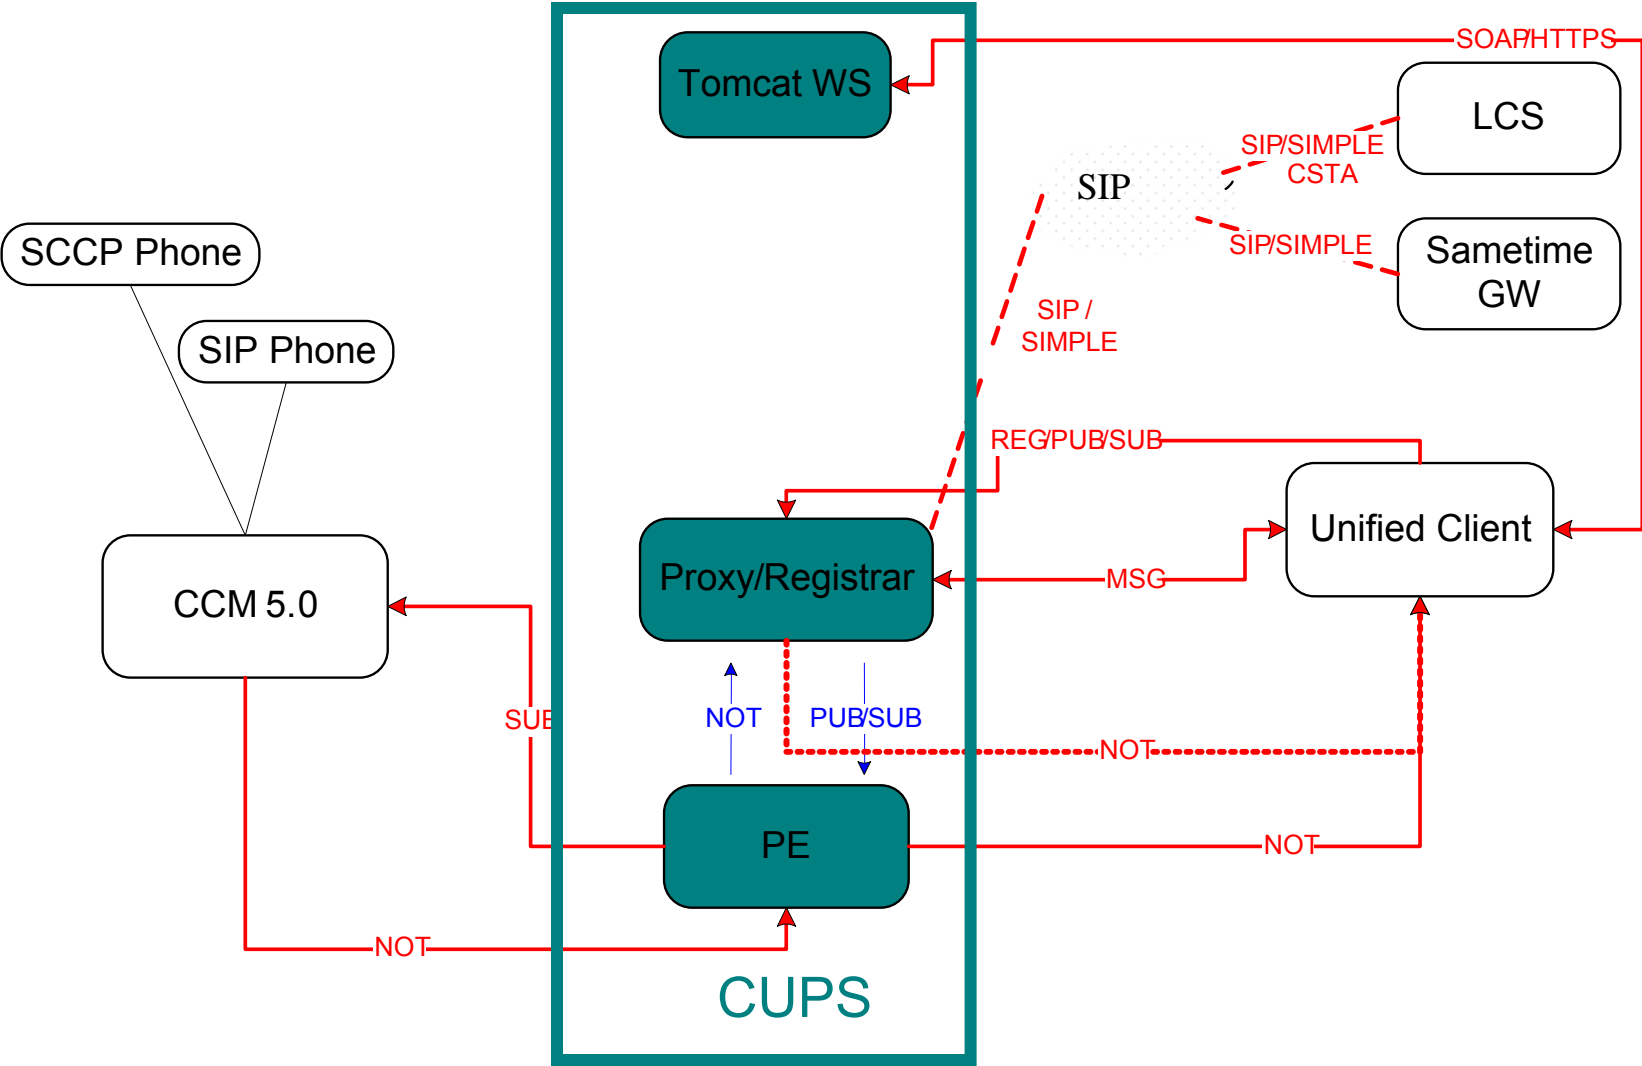 SOAP/HTTPS
Tomcat WS
LCS
SIP/SIMPLE
CSTA
SIP
SCCP Phone
SIP/SIMPLE
Sametime
GW
SIP /
SIMPLE
SIP Phone
REG/PUB/SUB
Unified Client
Proxy/Registrar
MSG
CCM 5.0
SUB
NOT
PUB/SUB
NOT
PE
NOT
NOT
CUPS